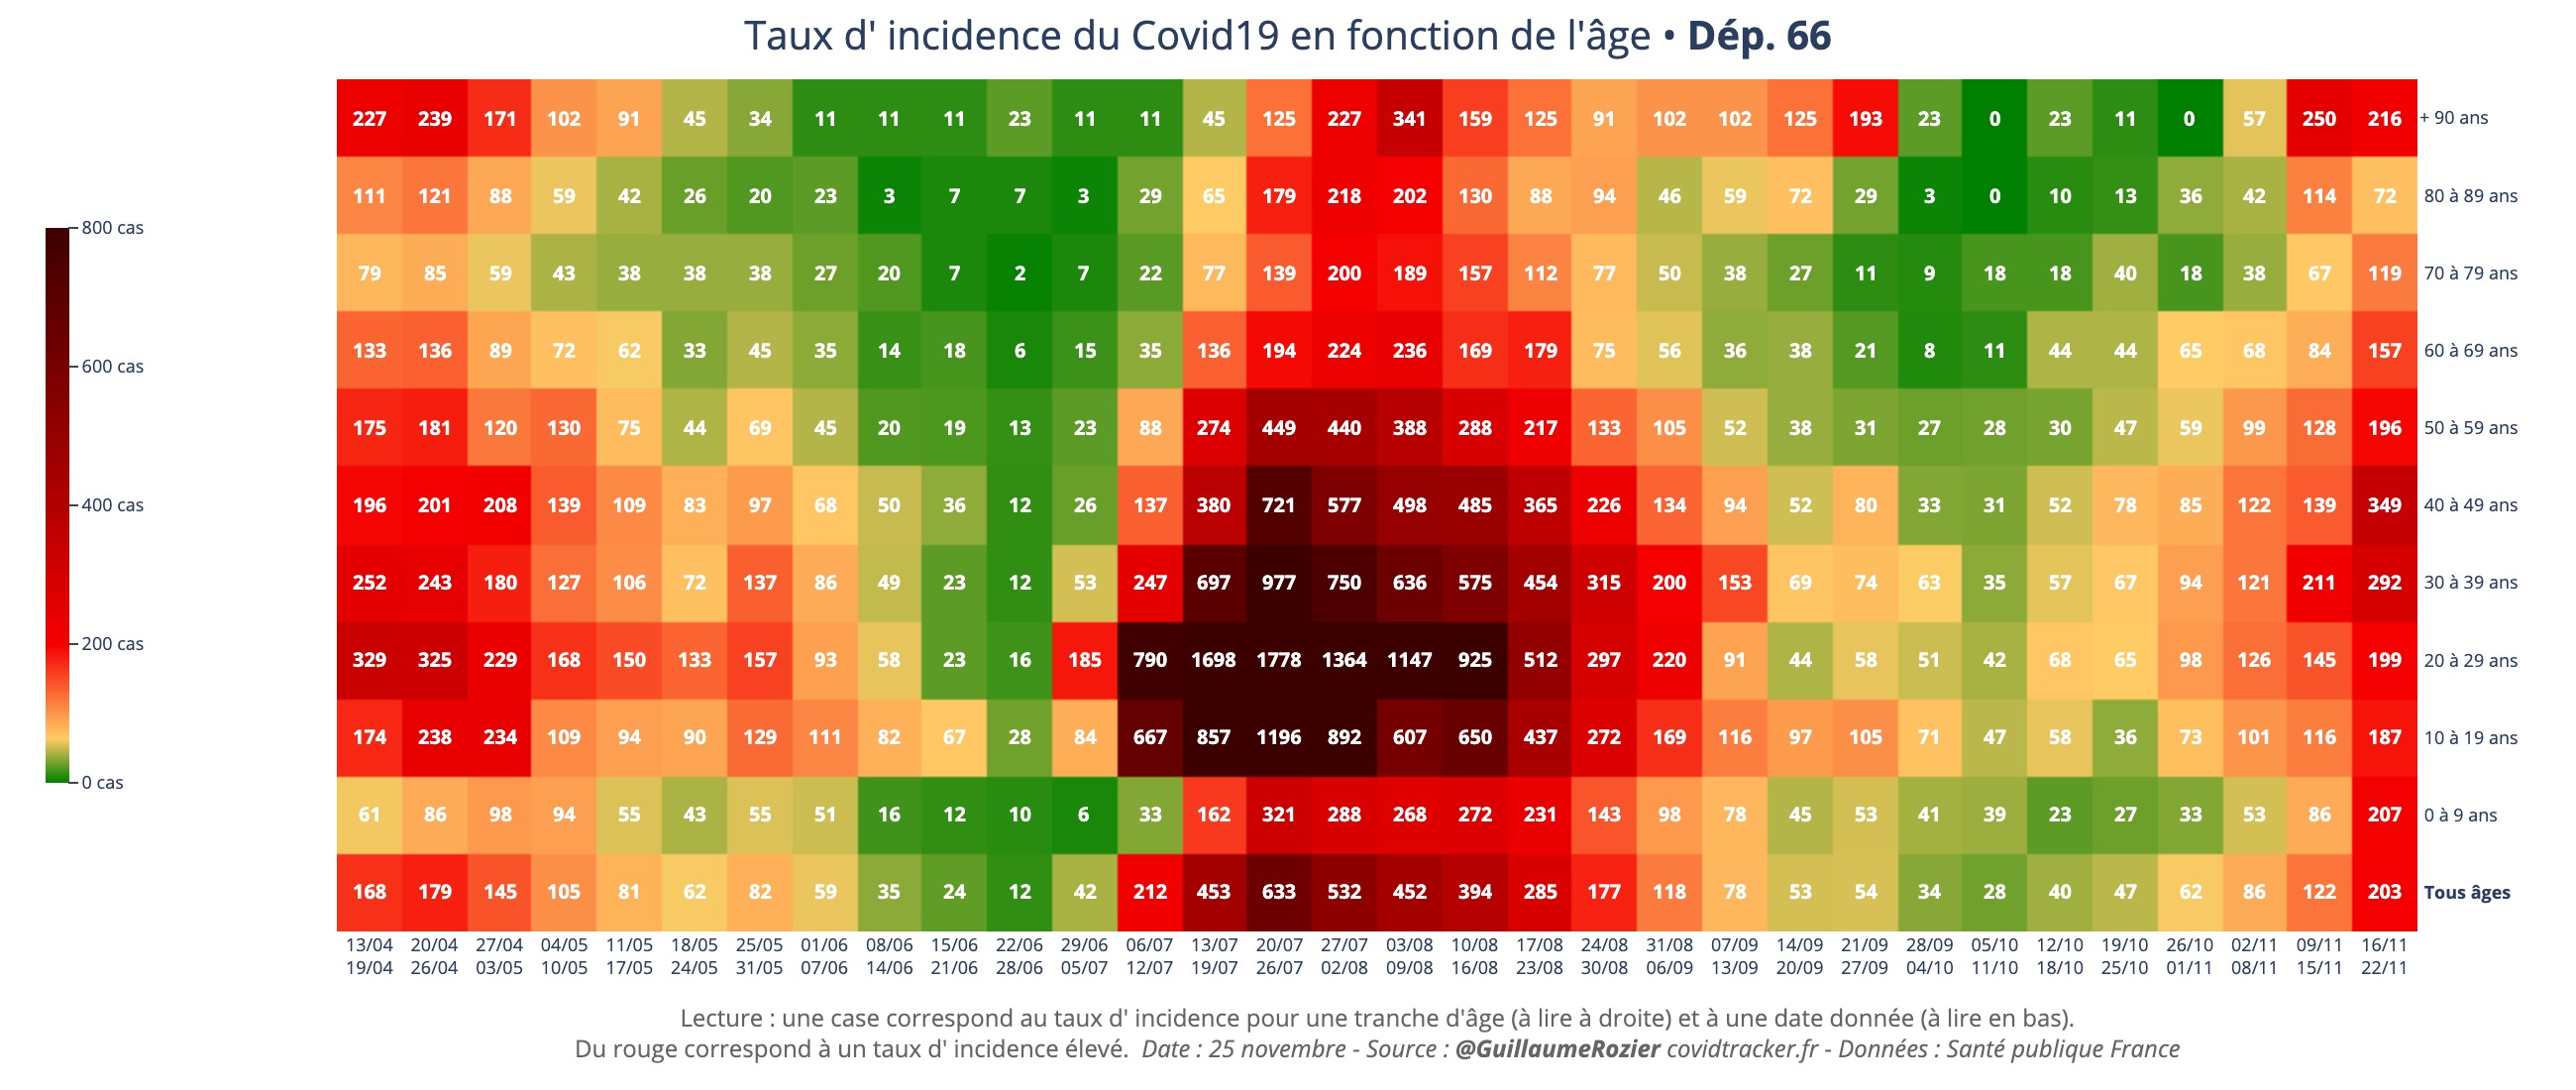 Taux d' incidence du Covid19 en fonction de l'âge • Dép. 66
227 239 171 102 91 45 34 11 11 11 23 11 11 45 125 227 341 159 125 91 102 102 125 193 23 0 23 11 0 57 250 216 + 90 ans
111 121 88 59 42 26 20 23 3 7 7 3 29 65 179 218 202 130 88 94 46 59 72 29 3 0 10 13 36 42 114 72 80 à 89 ans
800 cas
79 85 59 43 38 38 38 27 20 7 2 7 22 77 139 200 189 157 112 77 50 38 27 11 9 18 18 40 18 38 67 119 70 à 79 ans
133 136 89 72 62 33 45 35 14 18 6 15 35 136 194 224 236 169 179 75 56 36 38 21 8 11 44 44 65 68 84 157 60 à 69 ans
600 cas
175 181 120 130 75 44 69 45 20 19 13 23 88 274 449 440 388 288 217 133 105 52 38 31 27 28 30 47 59 99 128 196 50 à 59 ans
400 cas
196 201 208 139 109 83 97 68 50 36 12 26 137 380 721 577 498 485 365 226 134 94 52 80 33 31 52 78 85 122 139 349 40 à 49 ans
252 243 180 127 106 72 137 86 49 23 12 53 247 697 977 750 636 575 454 315 200 153 69 74 63 35 57 67 94 121 211 292 30 à 39 ans
200 cas
329 325 229 168 150 133 157 93 58 23 16 185 790 1698 1778 1364 1147 925 512 297 220 91 44 58 51 42 68 65 98 126 145 199 20 à 29 ans
174 238 234 109 94 90 129 111 82 67 28 84 667 857 1196 892 607 650 437 272 169 116 97 105 71 47 58 36 73 101 116 187 10 à 19 ans
0 cas
61 86 98 94 55 43 55 51 16 12 10 6 33 162 321 288 268 272 231 143 98 78 45 53 41 39 23 27 33 53 86 207 0 à 9 ans
168 179 145 105 81 62 82 59 35 24 12 42 212 453 633 532 452 394 285 177 118 78 53 54 34 28 40 47 62 86 122 203 Tous âges
13/04 20/04 27/04 04/05 11/05 18/05 25/05 01/06 08/06 15/06 22/06 29/06 06/07 13/07 20/07 27/07 03/08 10/08 17/08 24/08 31/08 07/09 14/09 21/09 28/09 05/10 12/10 19/10 26/10 02/11 09/11 16/11
19/04 26/04 03/05 10/05 17/05 24/05 31/05 07/06 14/06 21/06 28/06 05/07 12/07 19/07 26/07 02/08 09/08 16/08 23/08 30/08 06/09 13/09 20/09 27/09 04/10 11/10 18/10 25/10 01/11 08/11 15/11 22/11
Lecture : une case correspond au taux d' incidence pour une tranche d'âge (à lire à droite) et à une date donnée (à lire en bas).
Du rouge correspond à un taux d' incidence élevé. Date : 25 novembre - Source : @GuillaumeRozier covidtracker.fr - Données : Santé publique France